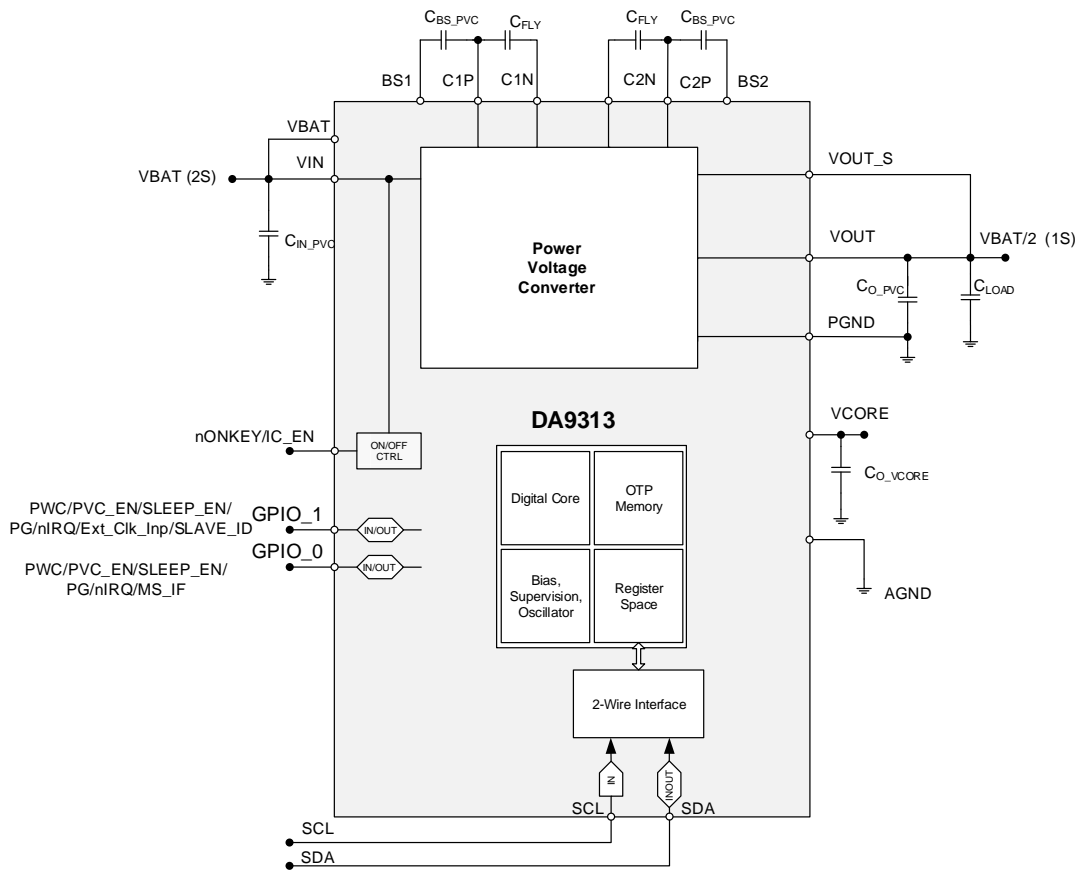 CBS_PVC
CFLY
CFLY
CBS_PVC
BS1
C1P
C1N
C2N
C2P
BS2
VBAT
VIN
VBAT (2S)
CIN_PVC
Power
Voltage
Converter
VOUT_S
VOUT
VBAT/2 (1S)
CO_PVC
CLOAD
PGND
DA9313
VCORE
CO_VCORE
nONKEY/IC_EN
ON/OFF
CTRL
Digital Core
OTP
Memory
PWC/PVC_EN/SLEEP_EN/
PG/nIRQ/Ext_Clk_Inp/SLAVE_ID
GPIO_1
IN/OUT
GPIO_0
IN/OUT
PWC/PVC_EN/SLEEP_EN/
PG/nIRQ/MS_IF
Bias,
Supervision,
Oscillator
Register
Space
AGND
2-Wire Interface
IN
INOUT
SCL
SDA
SCL
SDA